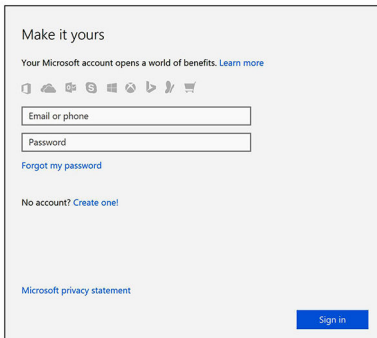 Make it yours
Your Microsoft account opens a world of benefits. Learn more
Email or phone
Password
Forgot my password
No account? Create one!
Microsoft privacy statement
Sign in